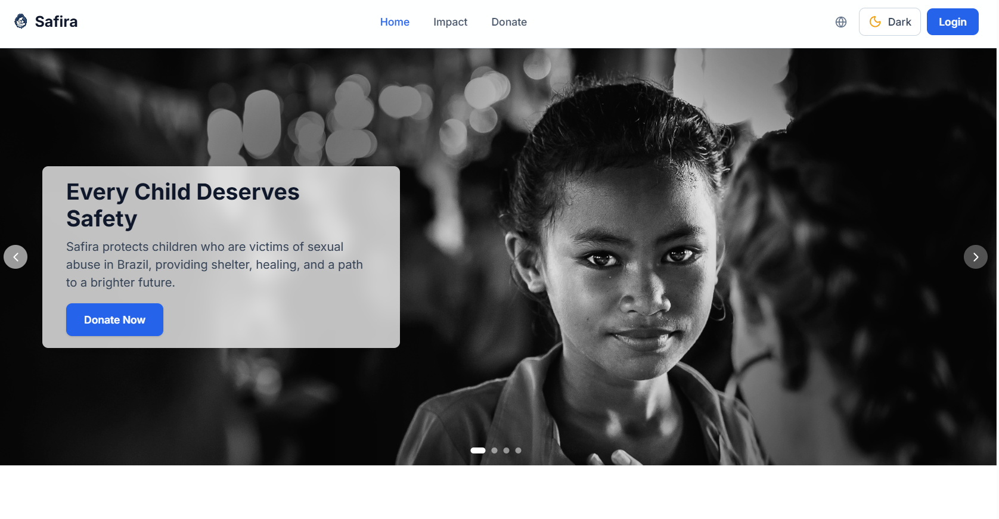 Safira
Home
Impact
Donate
Dark
Login
Every Child Deserves
Safety
Safira protects children who are victims of sexual
abuse in Brazil, providing shelter, healing, and a path
to a brighter future.
Donate Now